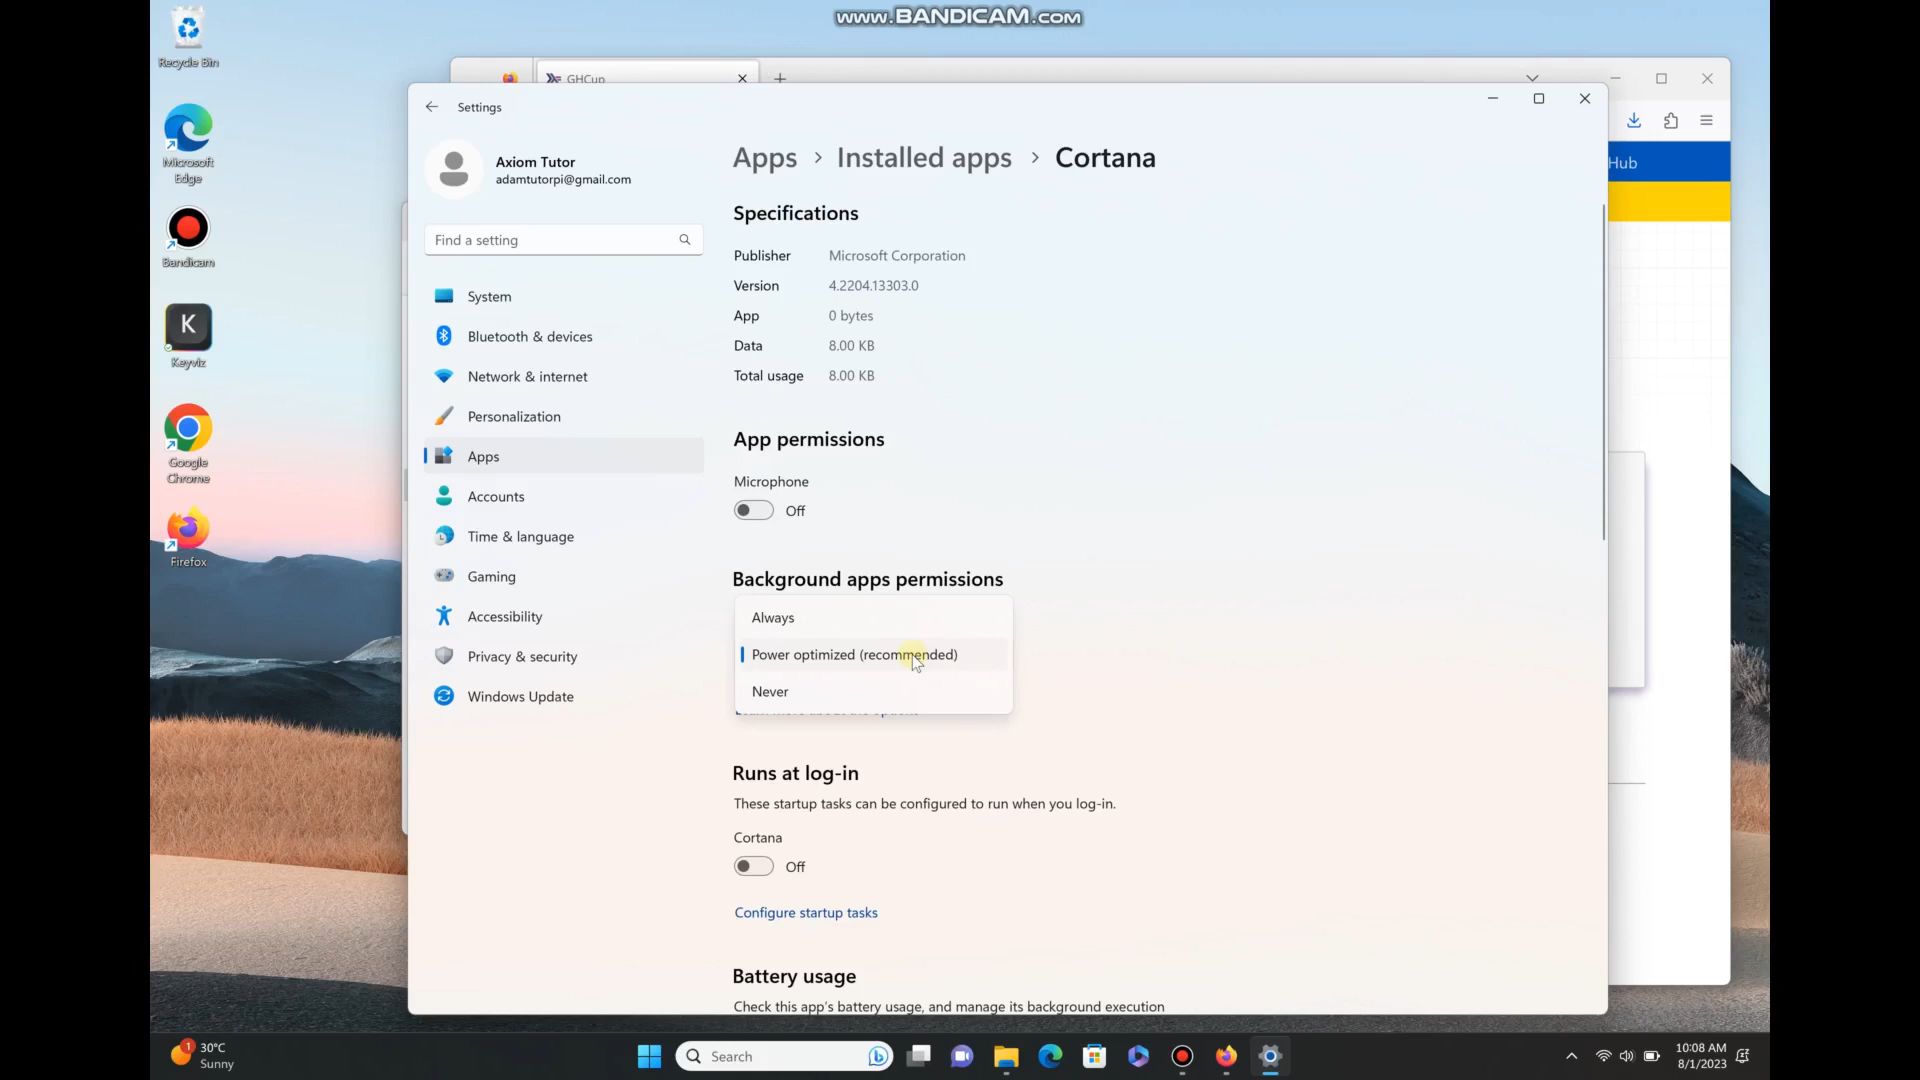 www.BANDICAM.com
Recycle Bin
Microsoft
Edge
Bandicam
K
Keyviz
Google
Chrome
Firefox
GHCup
Hub
Settings
Axiom Tutor
adamtutorpi@gmail.com
Find a setting
System
Bluetooth & devices
Network & internet
Personalization
Apps
Accounts
Time & language
Gaming
Accessibility
Privacy & security
Windows Update
Apps › Installed apps › Cortana
Specifications
Publisher Microsoft Corporation
Version 4.2204.13303.0
App 0 bytes
Data 8.00 KB
Total usage 8.00 KB
App permissions
Microphone
Off
Background apps permissions
Always
Power optimized (recommended)
Never
Runs at log-in
These startup tasks can be configured to run when you log-in.
Cortana
Off
Configure startup tasks
Battery usage
Check this app's battery usage, and manage its background execution
1
30°C
Sunny
Search
10:08 AM
8/1/2023